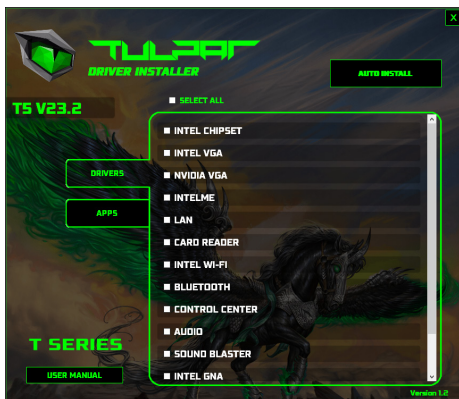 X
TULPAR
DRIVER INSTALLER
AUTO INSTALL
T5 V23.2
SELECT ALL
INTEL CHIPSET
INTEL VGA
NVIDIA VGA
INTELME
LAN
CARD READER
INTEL WI-FI
BLUETOOTH
CONTROL CENTER
AUDIO
SOUND BLASTER
INTEL GNA
DRIVERS
APPS
T SERIES
USER MANUAL
Version 1.2